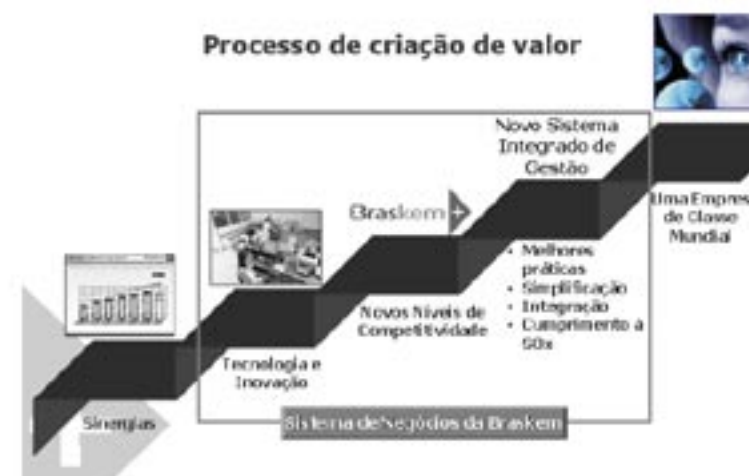 Processo de criação de valor
Novo Sistema
Integrado de
Gestão
Braskem +
Uma Empres
de Classe
Mundial
• Melhores
práticas
• Simplificação
• Integração
• Cumprimento à
SOx
Novos Níveis de
Competitividade
Tecnologia e
Inovação
Sinergias
Sistema de Negócios da Braskem